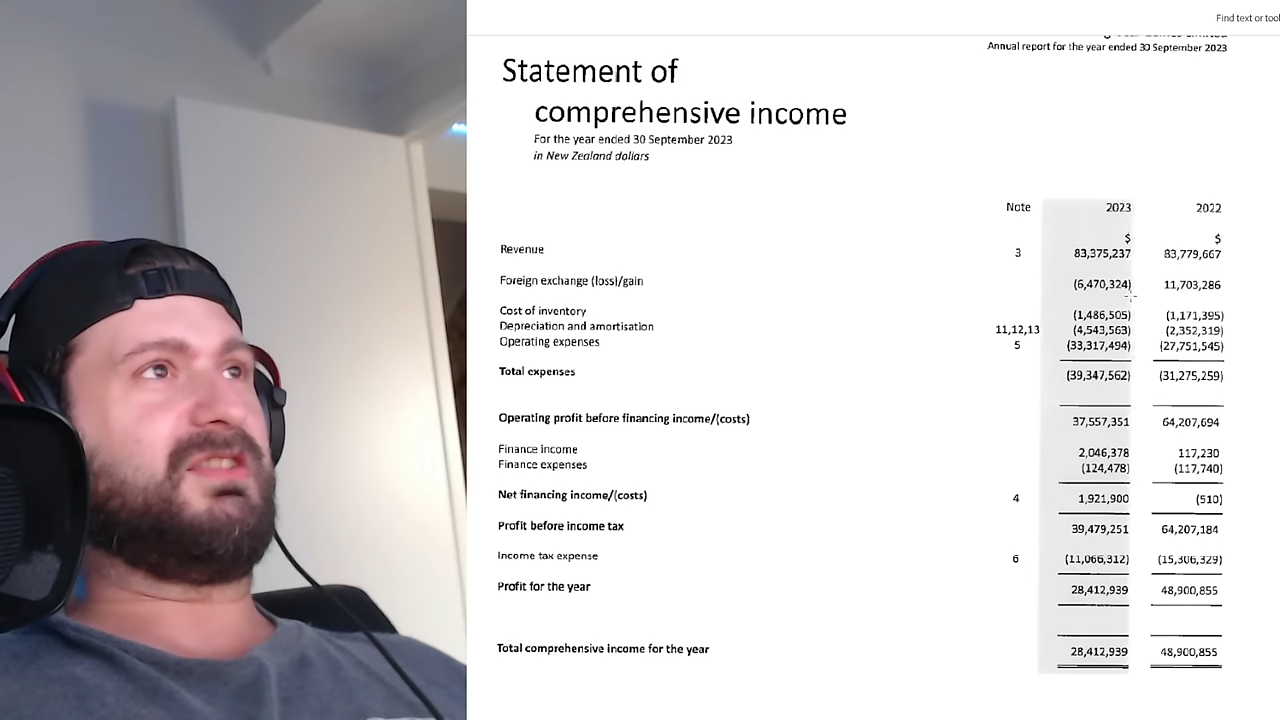 Find text or tool
Annual report for the year ended 30 September 2023
Statement of
comprehensive income
For the year ended 30 September 2023
in New Zealand dollars
Note 2023 2022
$ $
Revenue 3 83,375,237 83,779,667
Foreign exchange (loss)/gain (6,470,324) 11,703,286
Cost of inventory (1,486,505) (1,171,395)
Depreciation and amortisation 11,12,13 (4,543,563) (2,352,319)
Operating expenses 5 (33,317,494) (27,751,545)
Total expenses (39,347,562) (31,275,259)
Operating profit before financing income/(costs) 37,557,351 64,207,694
Finance income 2,046,378 117,230
Finance expenses (124,478) (117,740)
Net financing income/(costs) 4 1,921,900 (510)
Profit before income tax 39,479,251 64,207,184
Income tax expense 6 (11,066,312) (15,306,329)
Profit for the year 28,412,939 48,900,855
Total comprehensive income for the year 28,412,939 48,900,855